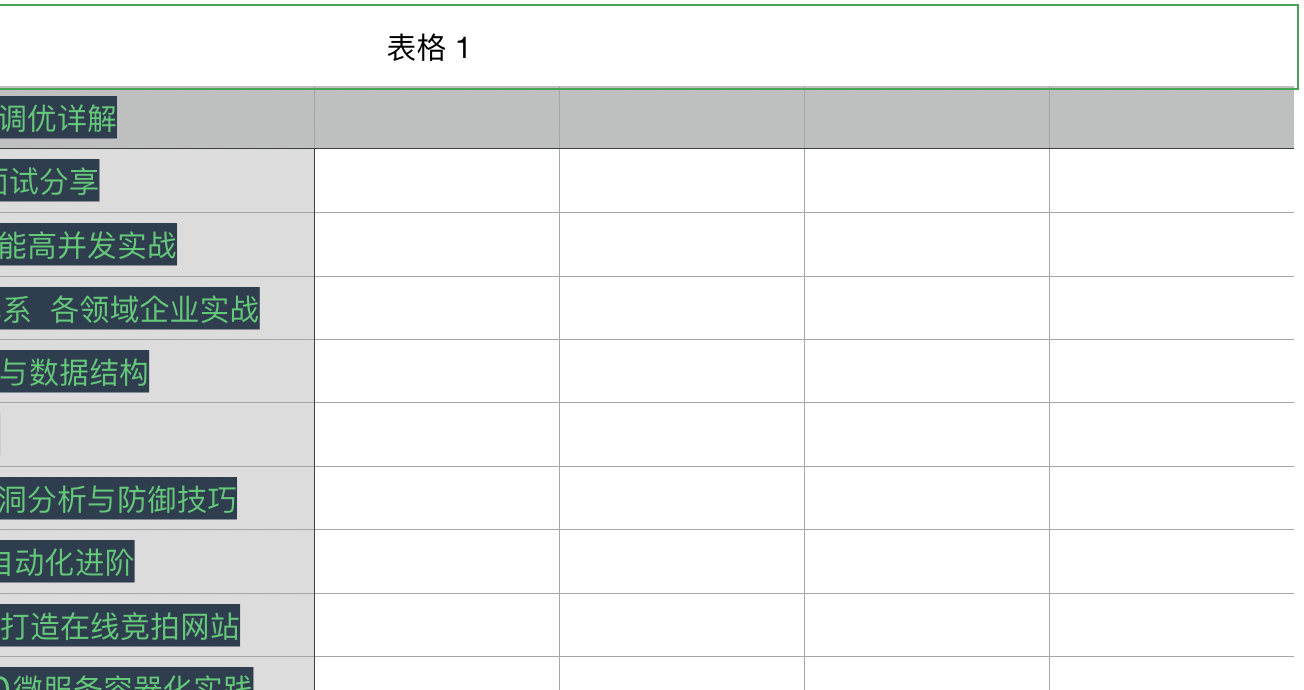 表格 1
调优详解
面试分享
能高并发实战
系 各领域企业实战
与数据结构
洞分析与防御技巧
自动化进阶
打造在线竞拍网站
微服务容器化实践